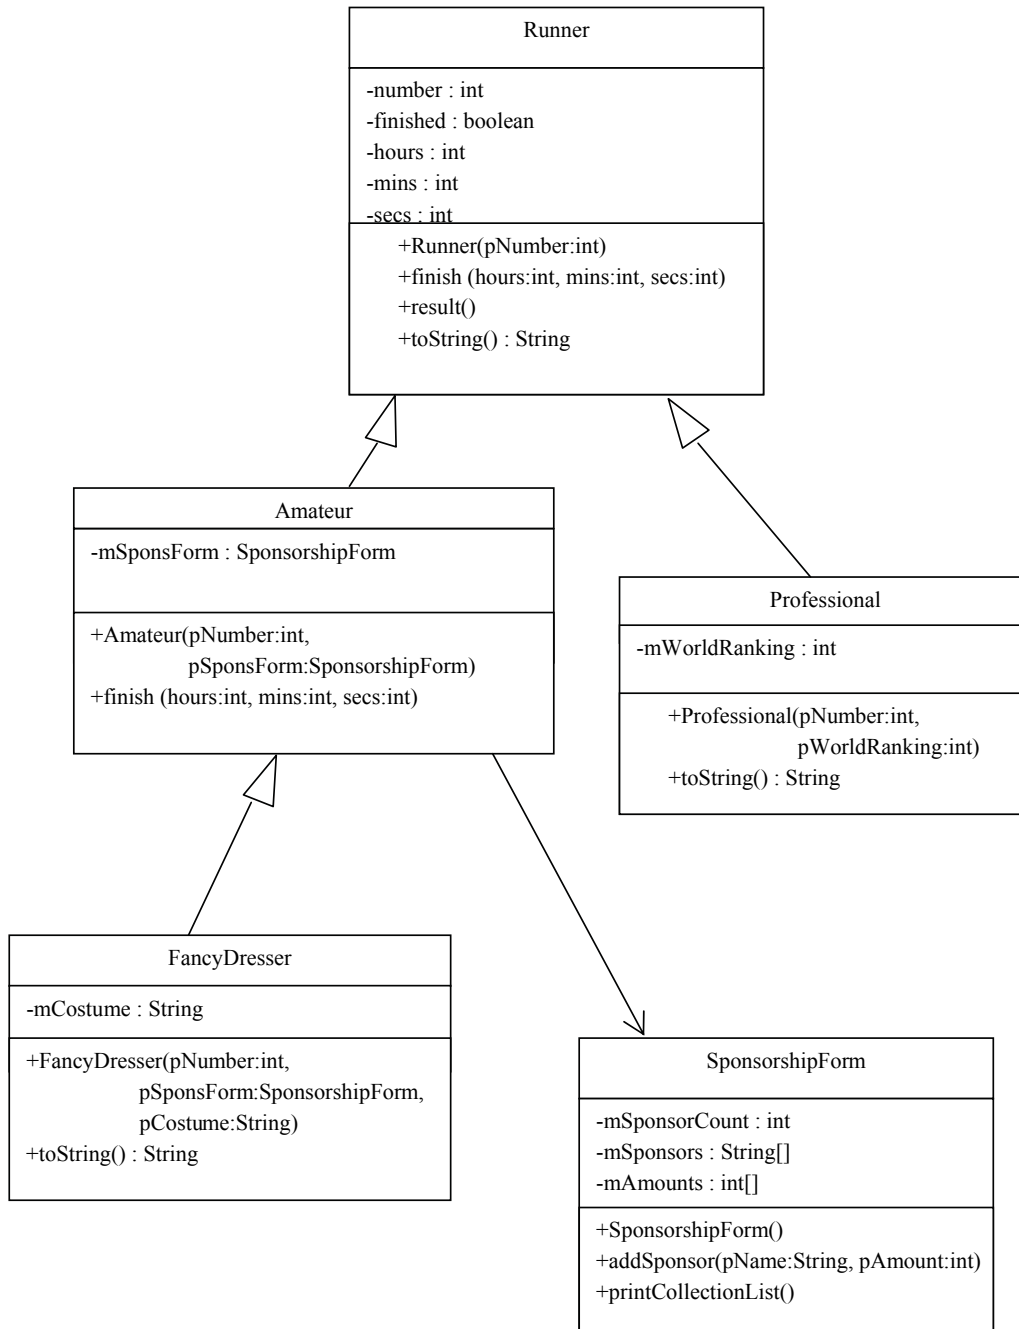 Runner
-number : int
-finished : boolean
-hours : int
-mins : int
-secs : int
+Runner(pNumber:int)
+finish (hours:int, mins:int, secs:int)
+result()
+toString() : String
Amateur
-mSponsForm : SponsorshipForm
+Amateur(pNumber:int,
pSponsForm:SponsorshipForm)
+finish (hours:int, mins:int, secs:int)
Professional
-mWorldRanking : int
+Professional(pNumber:int,
pWorldRanking:int)
+toString() : String
FancyDresser
-mCostume : String
+FancyDresser(pNumber:int,
pSponsForm:SponsorshipForm,
pCostume:String)
+toString() : String
SponsorshipForm
-mSponsorCount : int
-mSponsors : String[]
-mAmounts : int[]
+SponsorshipForm()
+addSponsor(pName:String, pAmount:int)
+printCollectionList()